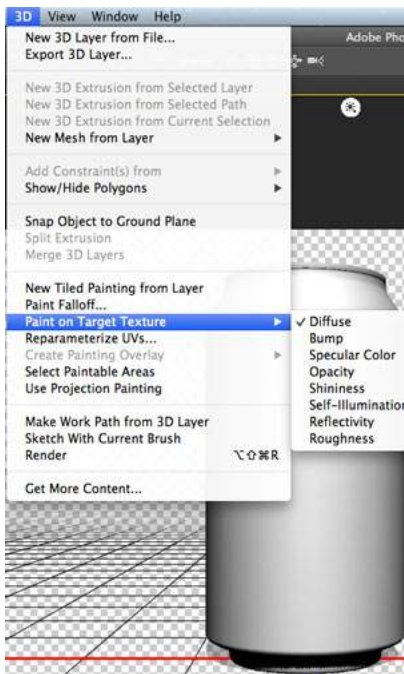 3D View Window Help
Adobe Pho
New 3D Layer from File...
Export 3D Layer...
New 3D Extrusion from Selected Layer
New 3D Extrusion from Selected Path
New 3D Extrusion from Current Selection
New Mesh from Layer
Add Constraint(s) from
Show/Hide Polygons
Snap Object to Ground Plane
Split Extrusion
Merge 3D Layers
New Tiled Painting from Layer
Paint Falloff...
Paint on Target Texture
✓ Diffuse
Reparameterize UVs...
Bump
Create Painting Overlay
Specular Color
Select Paintable Areas
Opacity
Use Projection Painting
Shininess
Self-Illumination
Make Work Path from 3D Layer
Reflectivity
Sketch With Current Brush
Roughness
Render ⌥⇧⌘R
Get More Content...